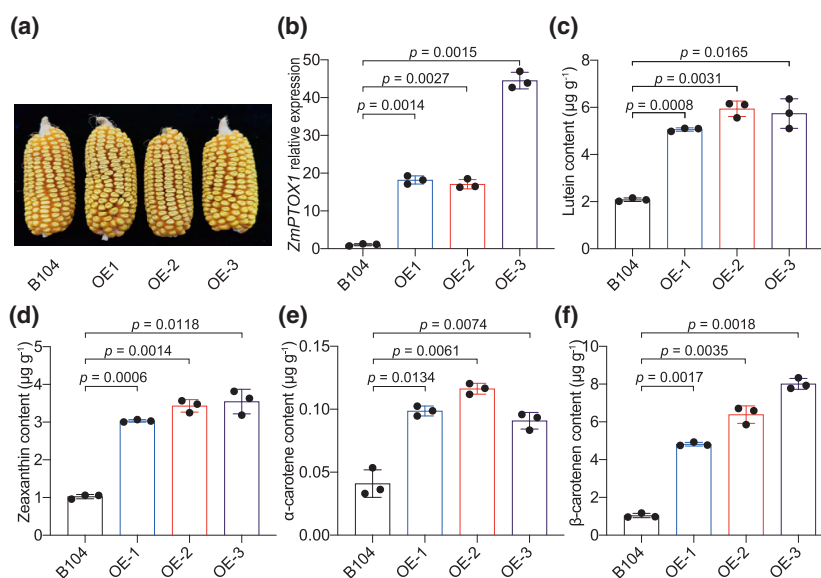 (a)
B104
OE1
OE-2
OE-3
(b)
ZmPTOX1 relative expression
50
40
30
20
10
0
p = 0.0015
p = 0.0027
p = 0.0014
B104
OE1
OE-2
OE-3
(c)
Lutein content (µg g⁻¹)
8
6
4
2
0
p = 0.0165
p = 0.0031
p = 0.0008
B104
OE-1
OE-2
OE-3
(d)
Zeaxanthin content (µg g⁻¹)
5
4
3
2
1
0
p = 0.0118
p = 0.0014
p = 0.0006
B104
OE-1
OE-2
OE-3
(e)
α-carotene content (µg g⁻¹)
0.15
0.10
0.05
0.00
p = 0.0074
p = 0.0061
p = 0.0134
B104
OE-1
OE-2
OE-3
(f)
β-carotenen content (µg g⁻¹)
10
8
6
4
2
0
p = 0.0018
p = 0.0035
p = 0.0017
B104
OE-1
OE-2
OE-3